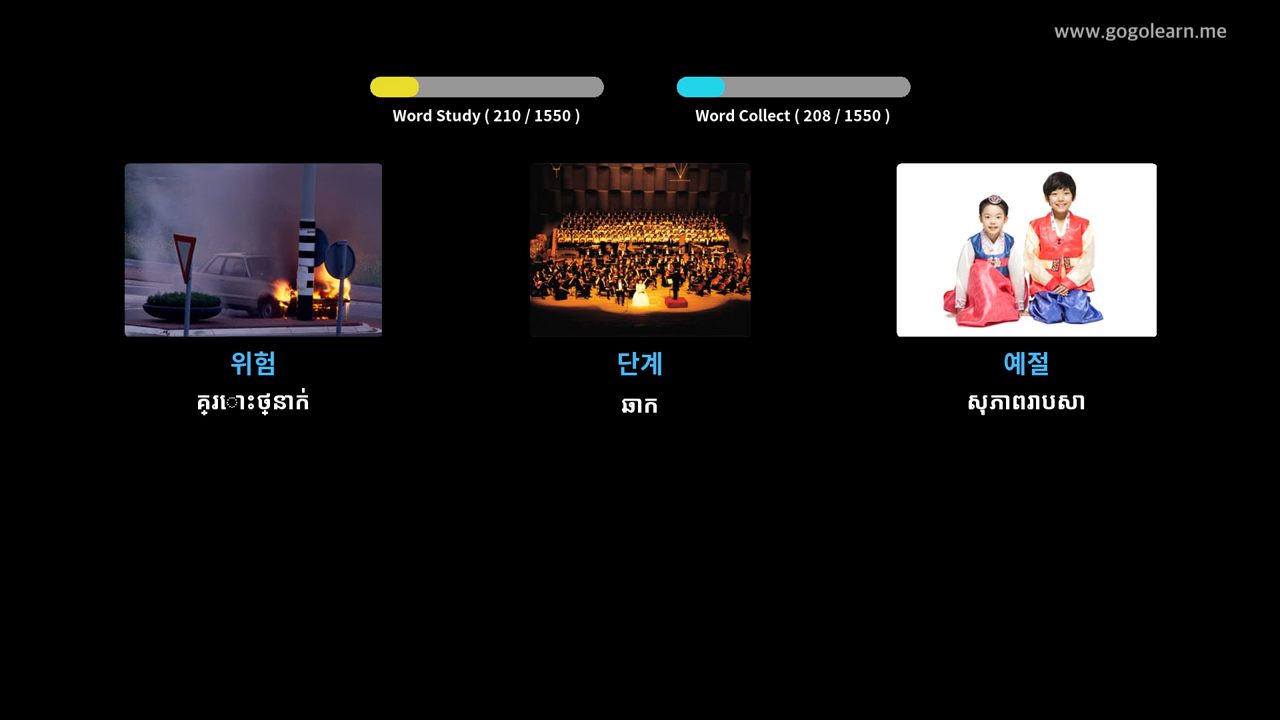 www.gogolearn.me
Word Study ( 210 / 1550 )
Word Collect ( 208 / 1550 )
위험
단계
예절
គ្រោះថ្នាក់
ឆាក
សុភាពរាបសា